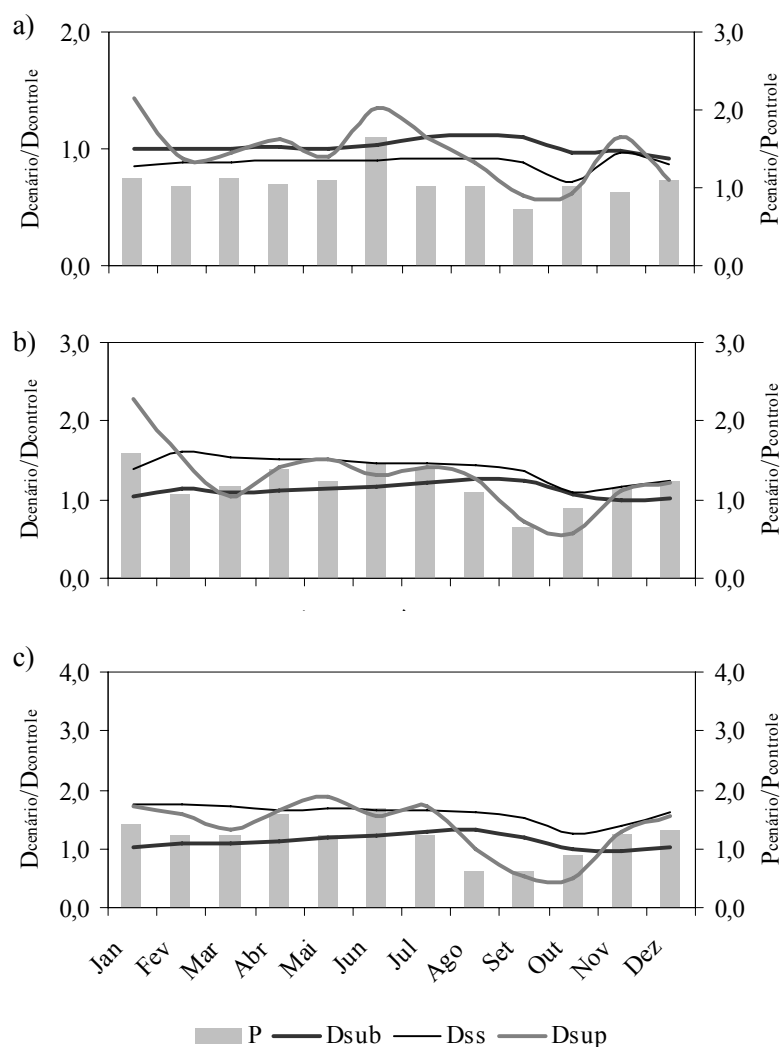 a)
2,0
1,0
0,0
Dcenário/Dcontrole
3,0
2,0
1,0
0,0
Pcenário/Pcontrole
b)
3,0
2,0
1,0
0,0
Dcenário/Dcontrole
3,0
2,0
1,0
0,0
Pcenário/Pcontrole
c)
4,0
3,0
2,0
1,0
0,0
Dcenário/Dcontrole
4,0
3,0
2,0
1,0
0,0
Pcenário/Pcontrole
Jan Fev Mar Abr Mai Jun Jul Ago Set Out Nov Dez
P Dsub Dss Dsup